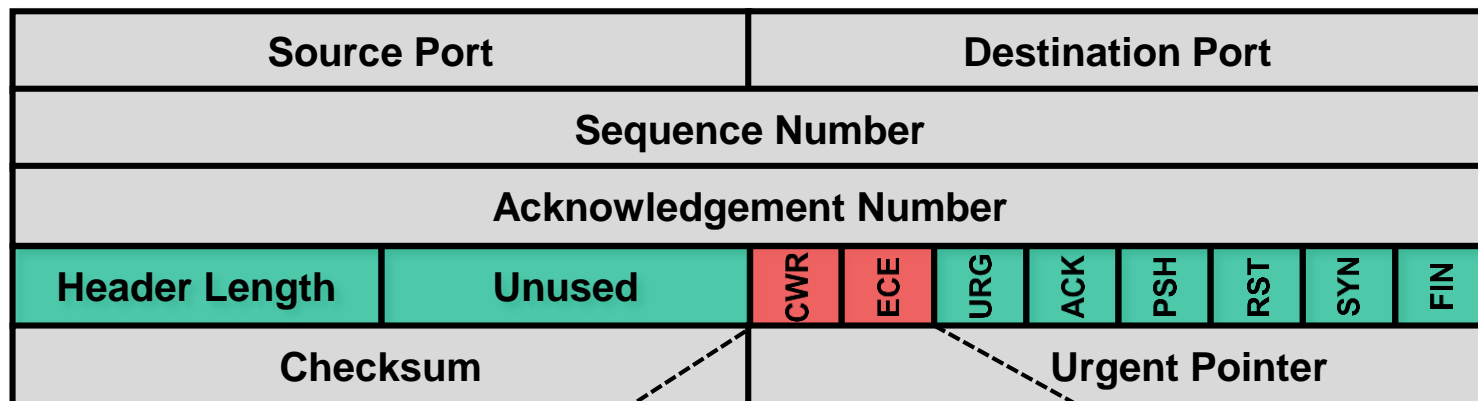 Source Port Destination Port
Sequence Number
Acknowledgement Number
Header Length Unused CWR ECE URG ACK PSH RST SYN FIN
Checksum Urgent Pointer